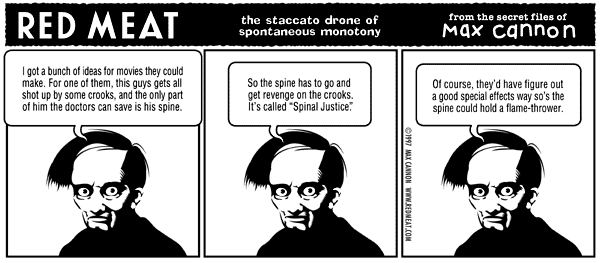 RED MEAT
the staccato drone of
spontaneous monotony
from the secret files of
max cannon
I got a bunch of ideas for movies they could
make. For one of them, this guys gets all
shot up by some crooks, and the only part
of him the doctors can save is his spine.
So the spine has to go and
get revenge on the crooks.
It's called “Spinal Justice.”
©1997 MAX CANNON WWW.REDMEAT.COM
Of course, they'd have figure out
a good special effects way so's the
spine could hold a flame-thrower.